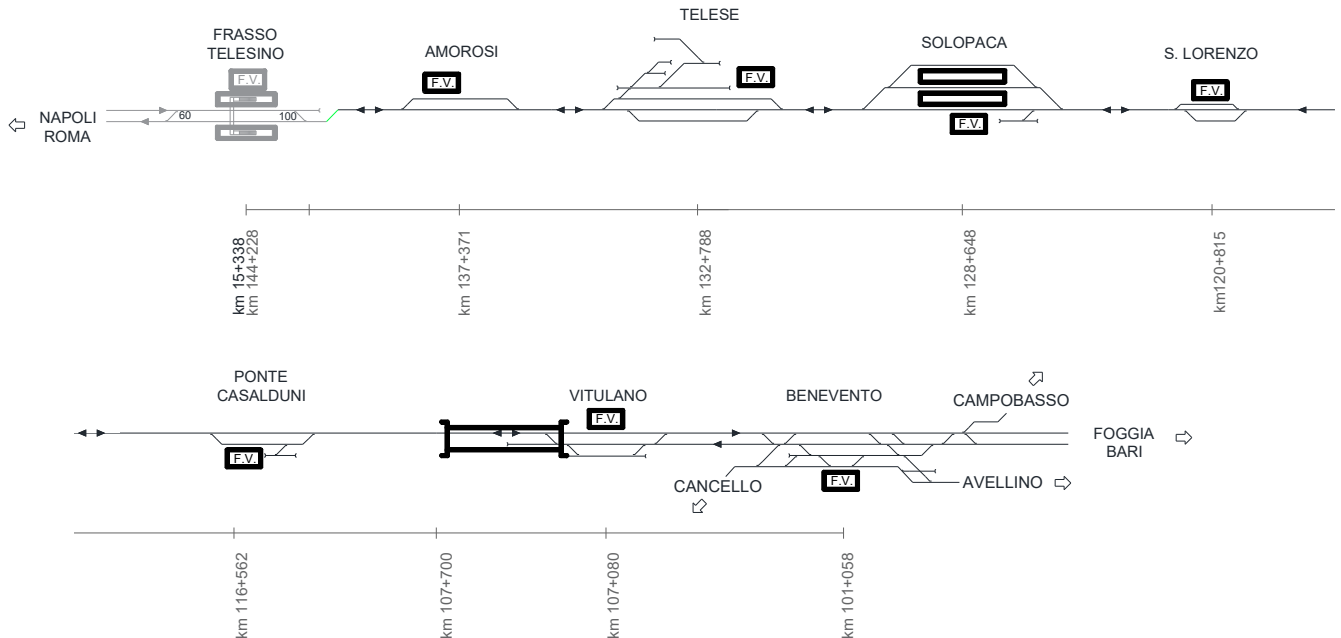 TELESE
FRASSO
TELESINO
AMOROSI
SOLOPACA
S. LORENZO
F.V.
F.V.
F.V.
F.V.
F.V.
60
100
NAPOLI
ROMA
km 15+338
km 144+228
km 137+371
km 132+788
km 128+648
km120+815
PONTE
CASALDUNI
VITULANO
BENEVENTO
CAMPOBASSO
F.V.
F.V.
F.V.
FOGGIA
BARI
CANCELLO
AVELLINO
km 116+562
km 107+700
km 107+080
km 101+058